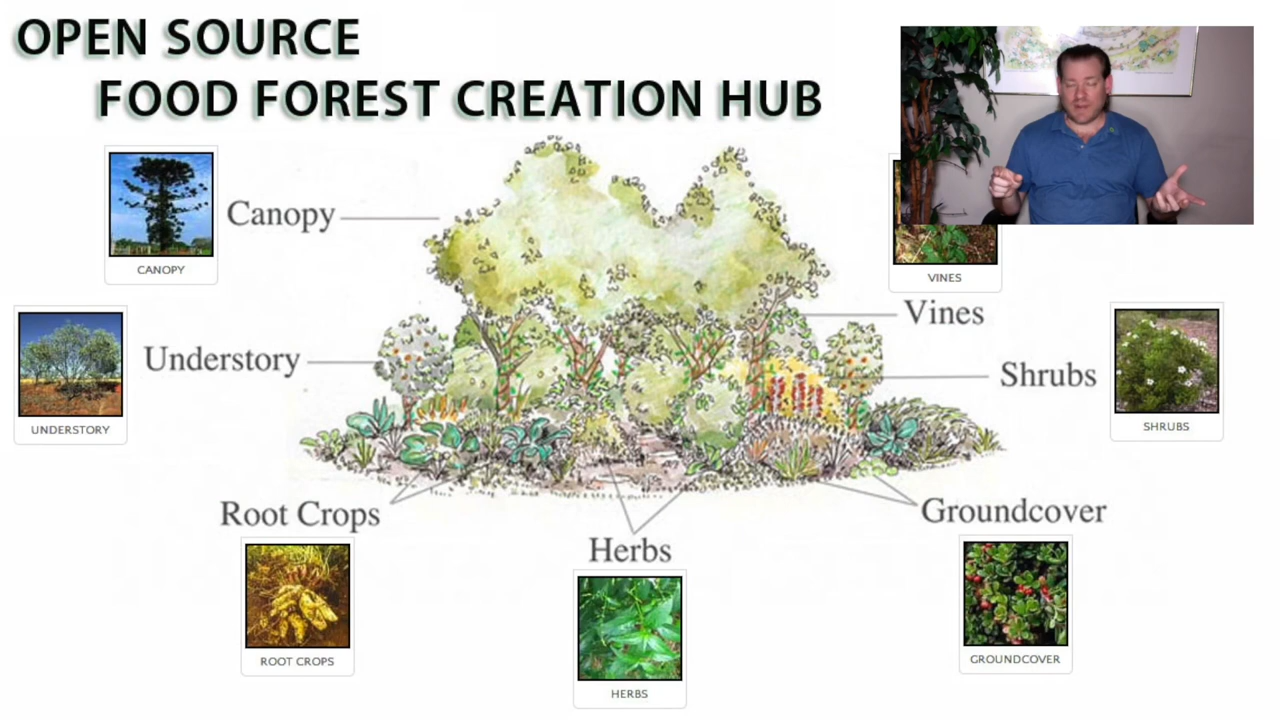 OPEN SOURCE
FOOD FOREST CREATION HUB
CANOPY
Canopy
VINES
Vines
UNDERSTORY
Understory
Shrubs
SHRUBS
Root Crops
ROOT CROPS
Herbs
HERBS
Groundcover
GROUNDCOVER